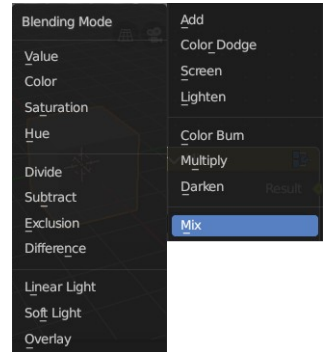 Blending Mode
Value
Color
Saturation
Hue
Divide
Subtract
Exclusion
Difference
Linear Light
Soft Light
Overlay
Add
Color Dodge
Screen
Lighten
Color Burn
Multiply
Darken
Result
Mix